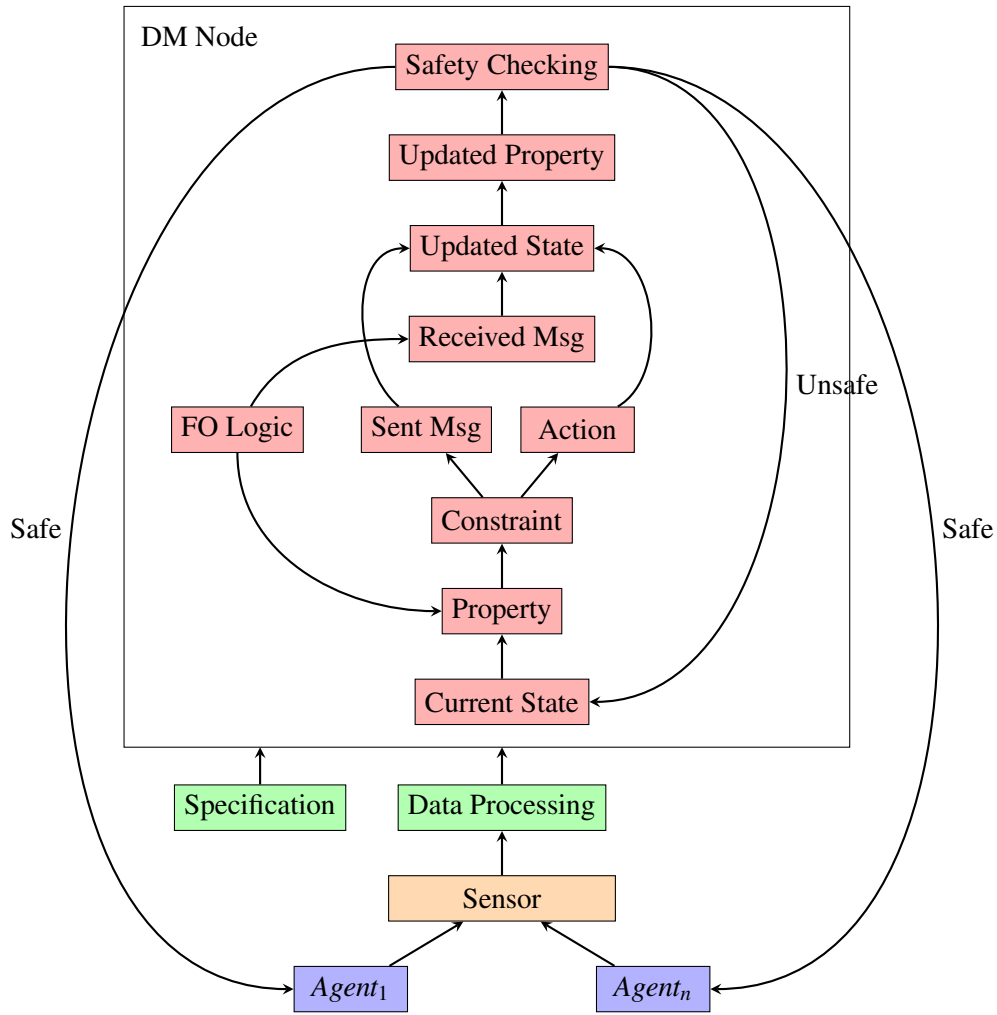 DM Node
Safety Checking
Updated Property
Updated State
Received Msg
Unsafe
FO Logic
Sent Msg
Action
Constraint
Safe
Safe
Property
Current State
Specification
Data Processing
Sensor
Agent₁
Agentₙ